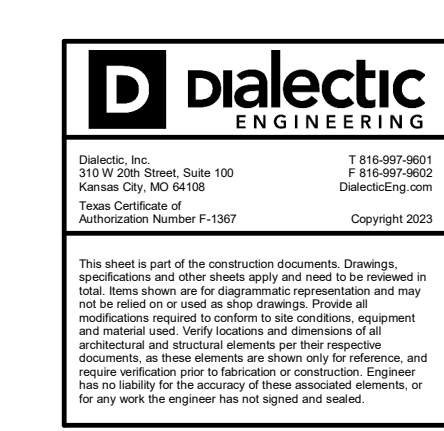 D DIalectIc
ENGINEERING
Dialectic, Inc. T 816-997-9601
310 W 20th Street, Suite 100 F 816-997-9602
Kansas City, MO 64108 DialecticEng.com
Texas Certificate of
Authorization Number F-1367 Copyright 2023
This sheet is part of the construction documents. Drawings,
specifications and other sheets apply and need to be reviewed in
total. Items shown are for diagrammatic representation and may
not be relied on or used as shop drawings. Provide all
modifications required to conform to site conditions, equipment
and material used. Verify locations and dimensions of all
architectural and structural elements per their respective
documents, as these elements are shown only for reference, and
require verification prior to fabrication or construction. Engineer
has no liability for the accuracy of these associated elements, or
for any work the engineer has not signed and sealed.